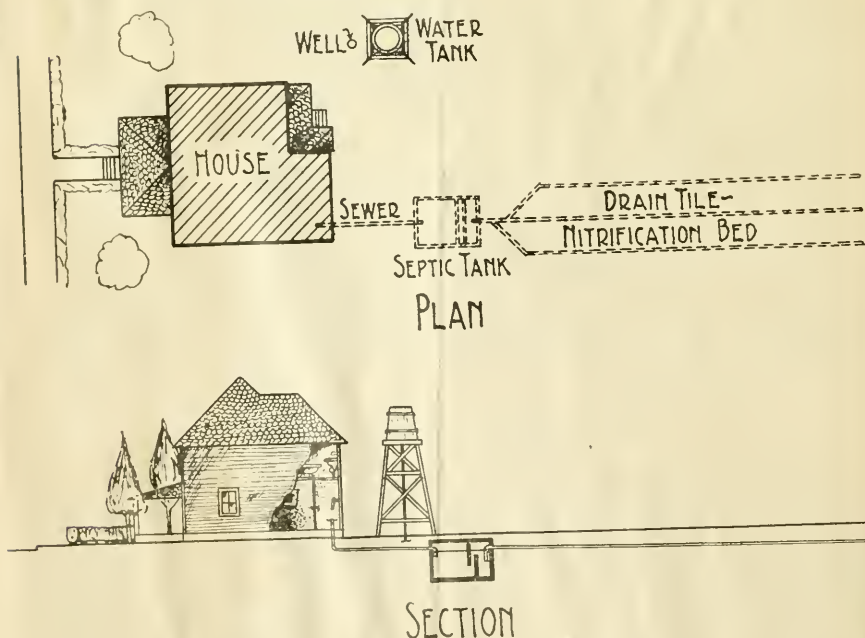 WELL & WATER
TANK
HOUSE
SEWER
SEPTIC TANK
DRAIN TILE-
NITRIFICATION BED
PLAN
SECTION